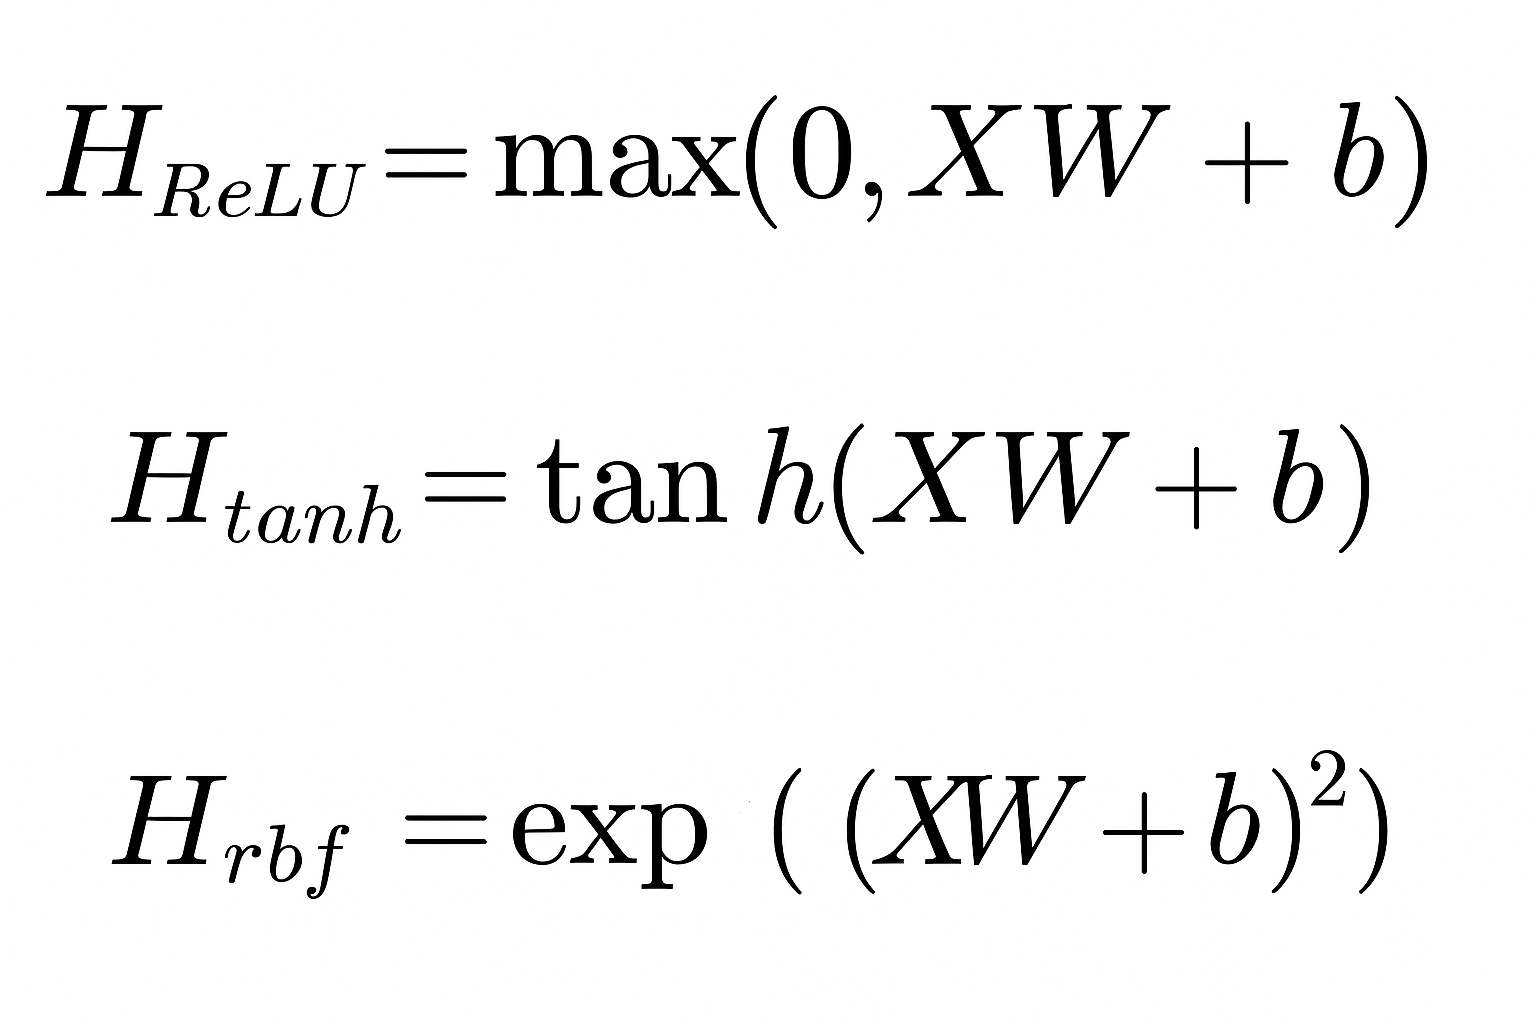 H_{ReLU} = max(0, XW + b)
H_{tanh} = tan h(XW + b)
H_{rbf} = exp ( (XW + b)^2)